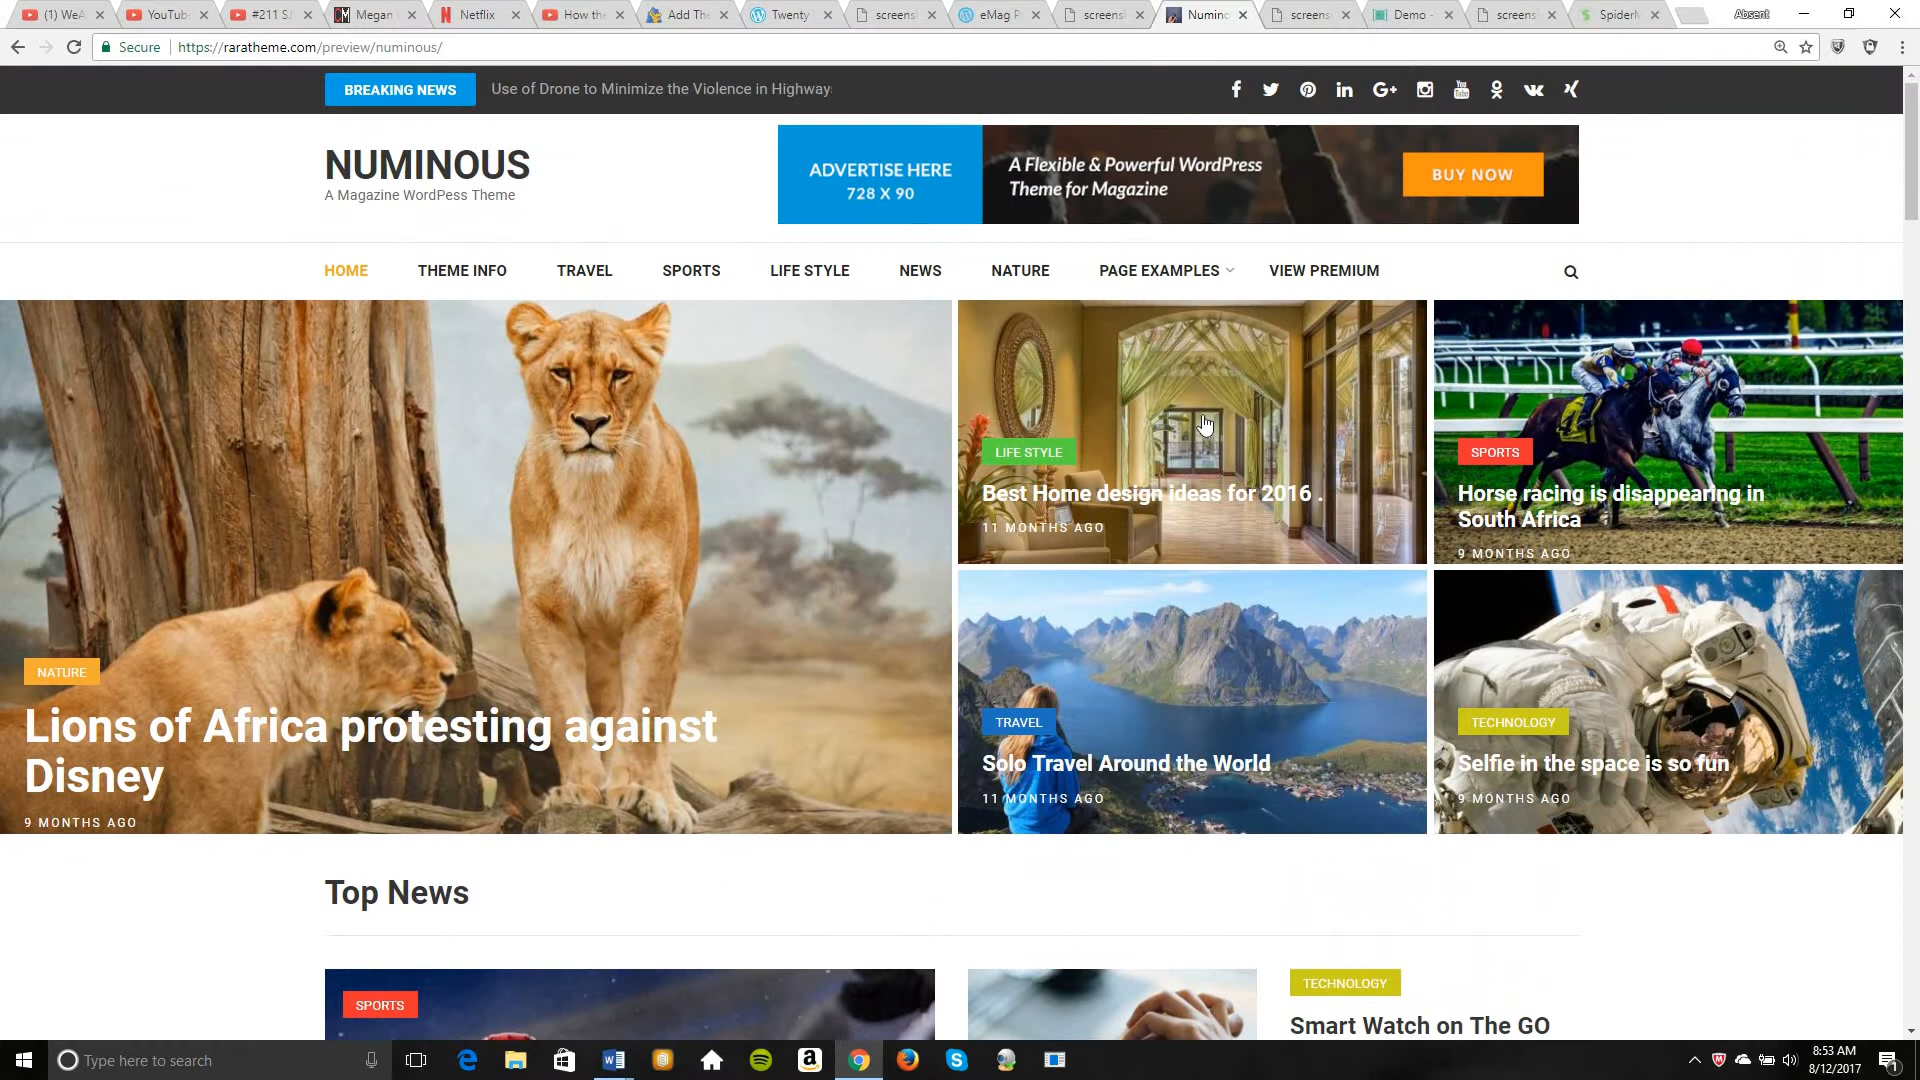 (1) WeA
YouTube
#211 SJ
Megan
Netflix
How the
Add The
Twenty
screens
eMag P
screens
Numino
screens
Demo -
screens
SpiderM
Absent
Secure
https://raratheme.com/preview/numinous/
BREAKING NEWS
Use of Drone to Minimize the Violence in Highway
NUMINOUS
A Magazine WordPess Theme
ADVERTISE HERE
728 X 90
A Flexible & Powerful WordPress
Theme for Magazine
BUY NOW
HOME THEME INFO TRAVEL SPORTS LIFE STYLE NEWS NATURE PAGE EXAMPLES VIEW PREMIUM
NATURE
Lions of Africa protesting against
Disney
9 MONTHS AGO
LIFE STYLE
Best Home design ideas for 2016 .
11 MONTHS AGO
SPORTS
Horse racing is disappearing in
South Africa
9 MONTHS AGO
TRAVEL
Solo Travel Around the World
11 MONTHS AGO
TECHNOLOGY
Selfie in the space is so fun
9 MONTHS AGO
Top News
SPORTS
TECHNOLOGY
Smart Watch on The GO
Type here to search
8:53 AM
8/12/2017
1